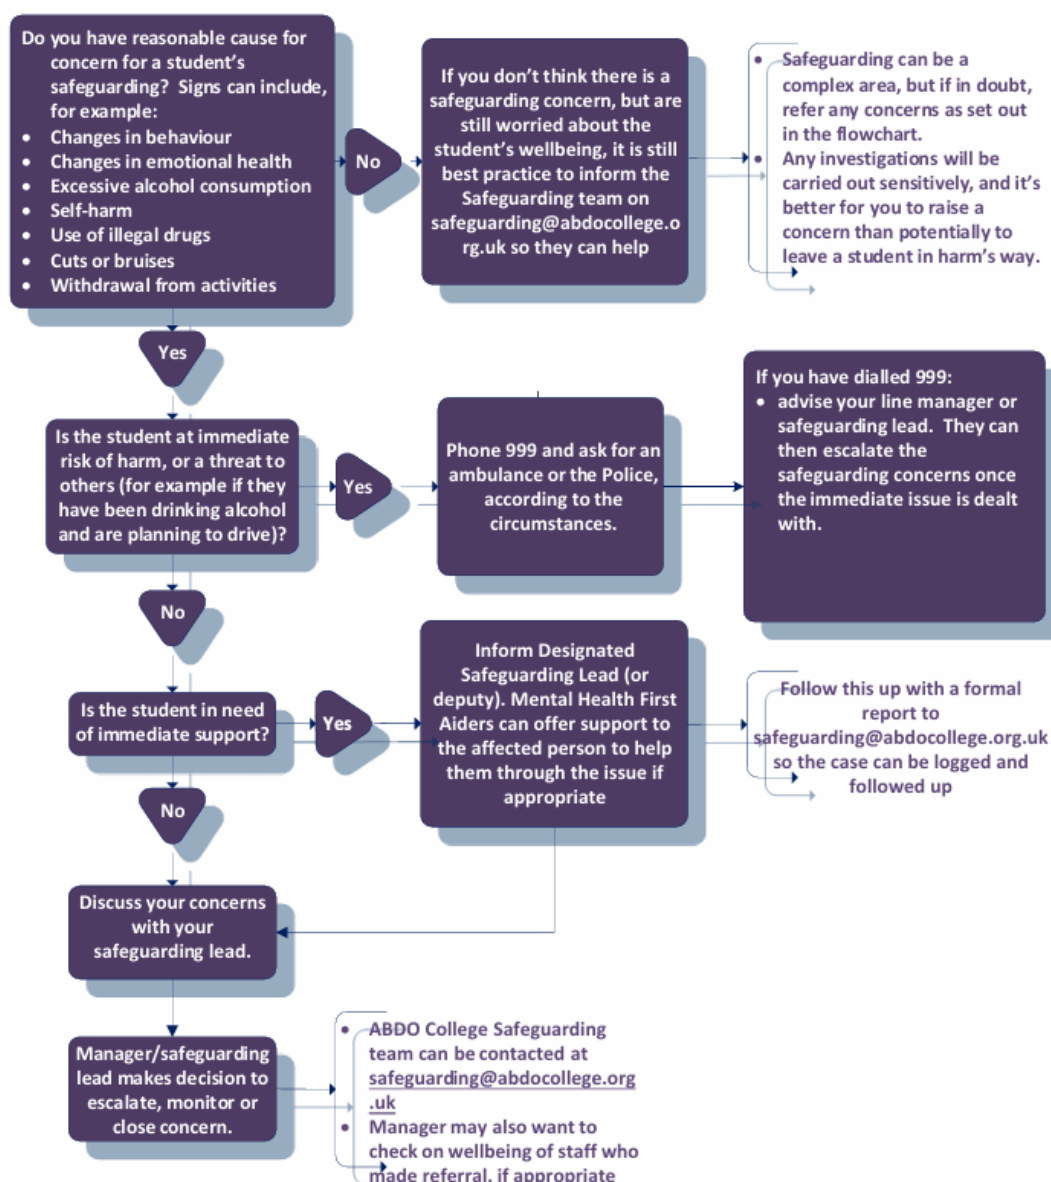 Do you have reasonable cause for
concern for a student's
safeguarding? Signs can include,
for example:
• Changes in behaviour
• Changes in emotional health
• Excessive alcohol consumption
• Self-harm
• Use of illegal drugs
• Cuts or bruises
• Withdrawal from activities
No
If you don't think there is a
safeguarding concern, but are
still worried about the
student's wellbeing, it is still
best practice to inform the
Safeguarding team on
safeguarding@abdocollege.o
rg.uk so they can help
• Safeguarding can be a
complex area, but if in doubt,
refer any concerns as set out
in the flowchart.
• Any investigations will be
carried out sensitively, and it's
better for you to raise a
concern than potentially to
leave a student in harm's way.
Yes
Is the student at immediate
risk of harm, or a threat to
others (for example if they
have been drinking alcohol
and are planning to drive)?
Yes
Phone 999 and ask for an
ambulance or the Police,
according to the
circumstances.
If you have dialled 999:
• advise your line manager or
safeguarding lead. They can
then escalate the
safeguarding concerns once
the immediate issue is dealt
with.
No
Is the student in need
of immediate support?
Yes
Inform Designated
Safeguarding Lead (or
deputy). Mental Health First
Aiders can offer support to
the affected person to help
them through the issue if
appropriate
Follow this up with a formal
report to
safeguarding@abdocollege.org.uk
so the case can be logged and
followed up
No
Discuss your concerns
with your
safeguarding lead.
Manager/safeguarding
lead makes decision to
escalate, monitor or
close concern.
• ABDO College Safeguarding
team can be contacted at
safeguarding@abdocollege.org
.uk
• Manager may also want to
check on wellbeing of staff who
made referral, if appropriate